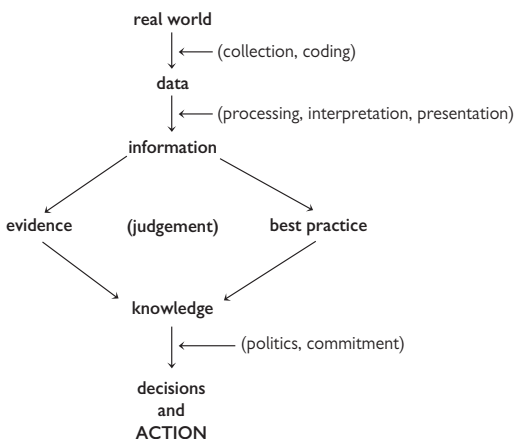 real world
(collection, coding)
data
(processing, interpretation, presentation)
information
evidence (judgement) best practice
knowledge
(politics, commitment)
decisions
and
ACTION